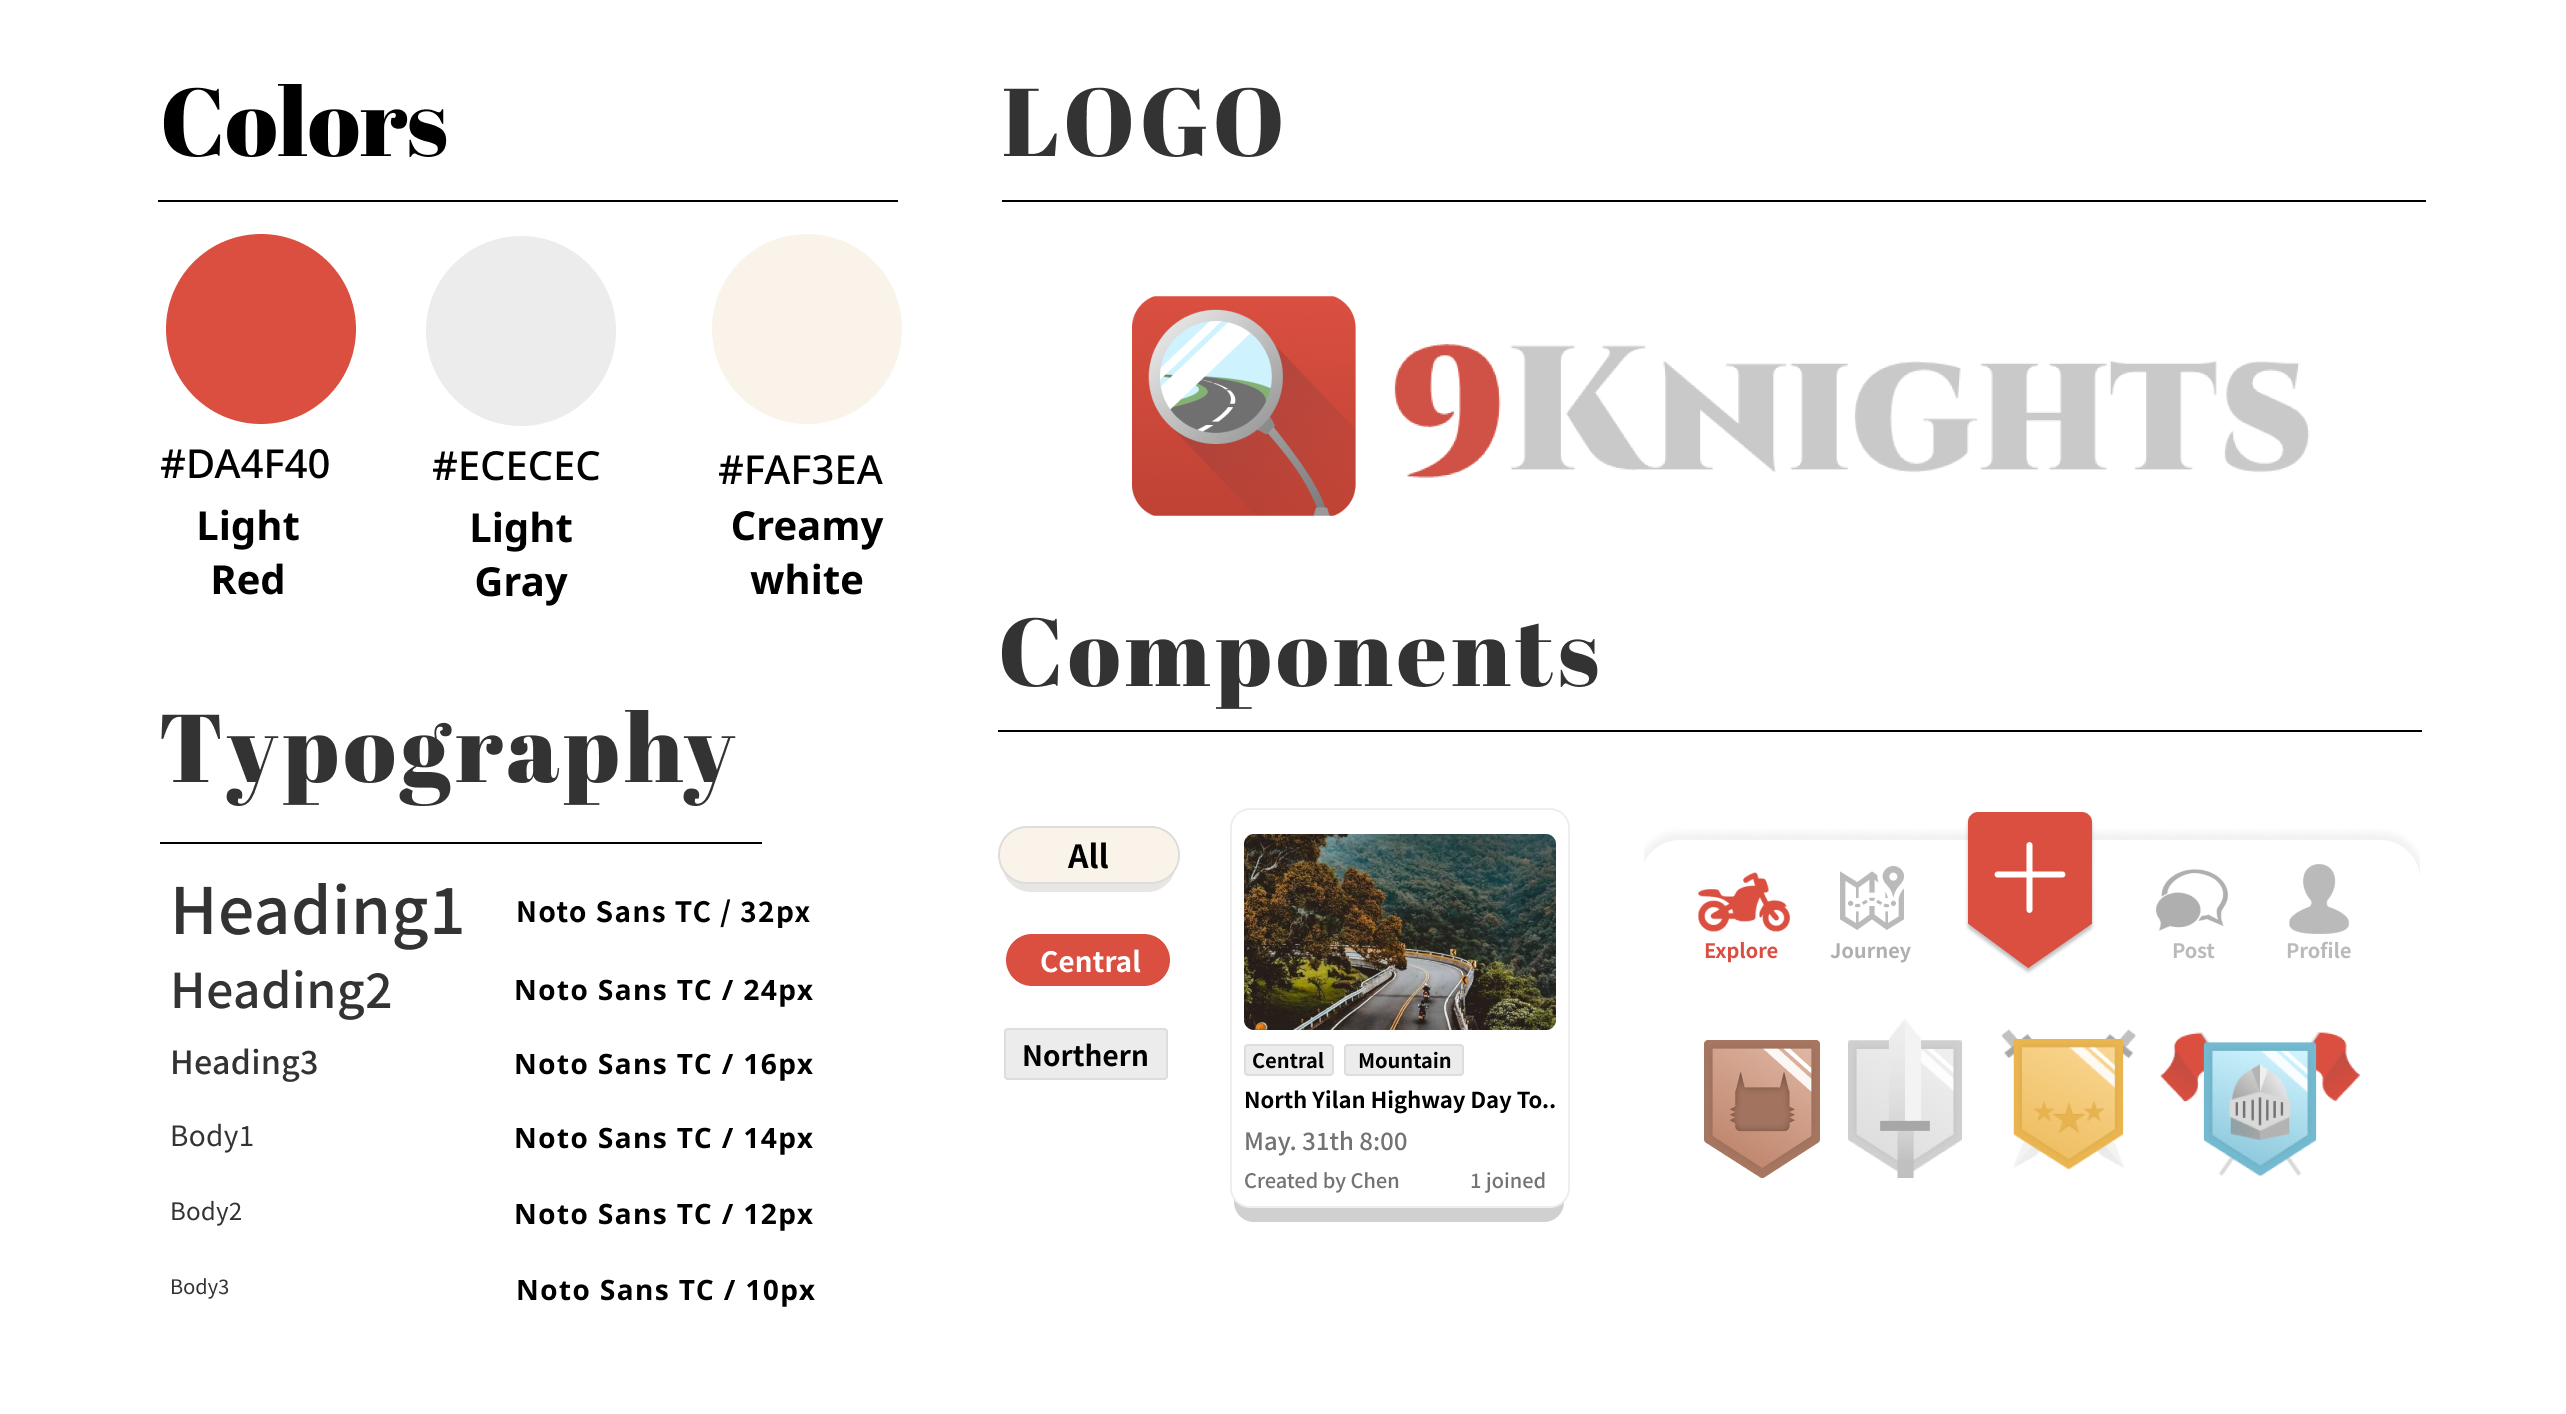 Colors
#DA4F40
Light
Red
#ECECEC
Light
Gray
#FAF3EA
Creamy
white
Typography
Heading1 Noto Sans TC / 32px
Heading2 Noto Sans TC / 24px
Heading3 Noto Sans TC / 16px
Body1 Noto Sans TC / 14px
Body2 Noto Sans TC / 12px
Body3 Noto Sans TC / 10px
LOGO
9KNIGHTS
Components
All
Central
Northern
Central Mountain
North Yilan Highway Day To..
May. 31th 8:00
Created by Chen 1 joined
Explore Journey Post Profile